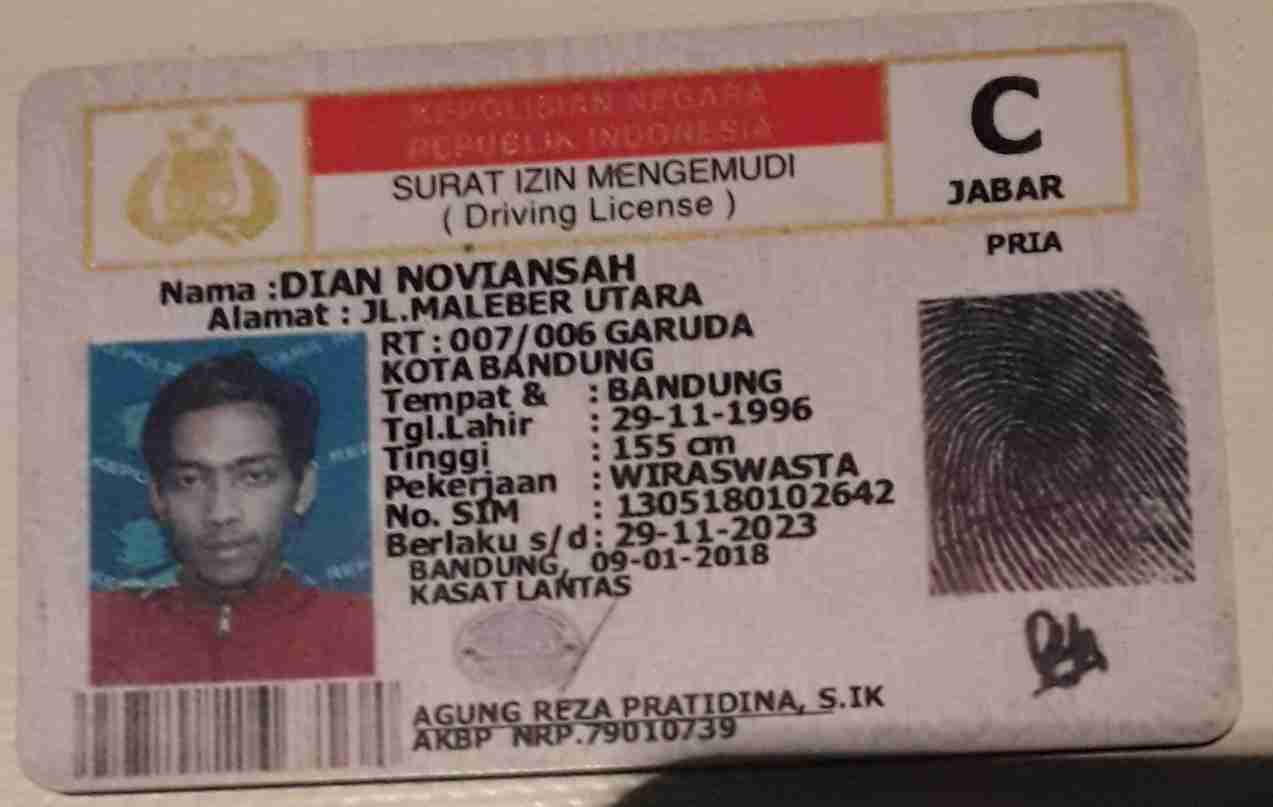 KEPOLISIAN NEGARA
REPUBLIK INDONESIA
SURAT IZIN MENGEMUDI
( Driving License )
C
JABAR
PRIA
Nama :DIAN NOVIANSAH
Alamat : JL.MALEBER UTARA
RT : 007/006 GARUDA
KOTA BANDUNG
Tempat & : BANDUNG
Tgl.Lahir : 29-11-1996
Tinggi : 155 cm
Pekerjaan : WIRASWASTA
No. SIM : 1305180102642
Berlaku s/d : 29-11-2023
BANDUNG, 09-01-2018
KASAT LANTAS
AGUNG REZA PRATIDINA, S.IK
AKBP NRP.79010739